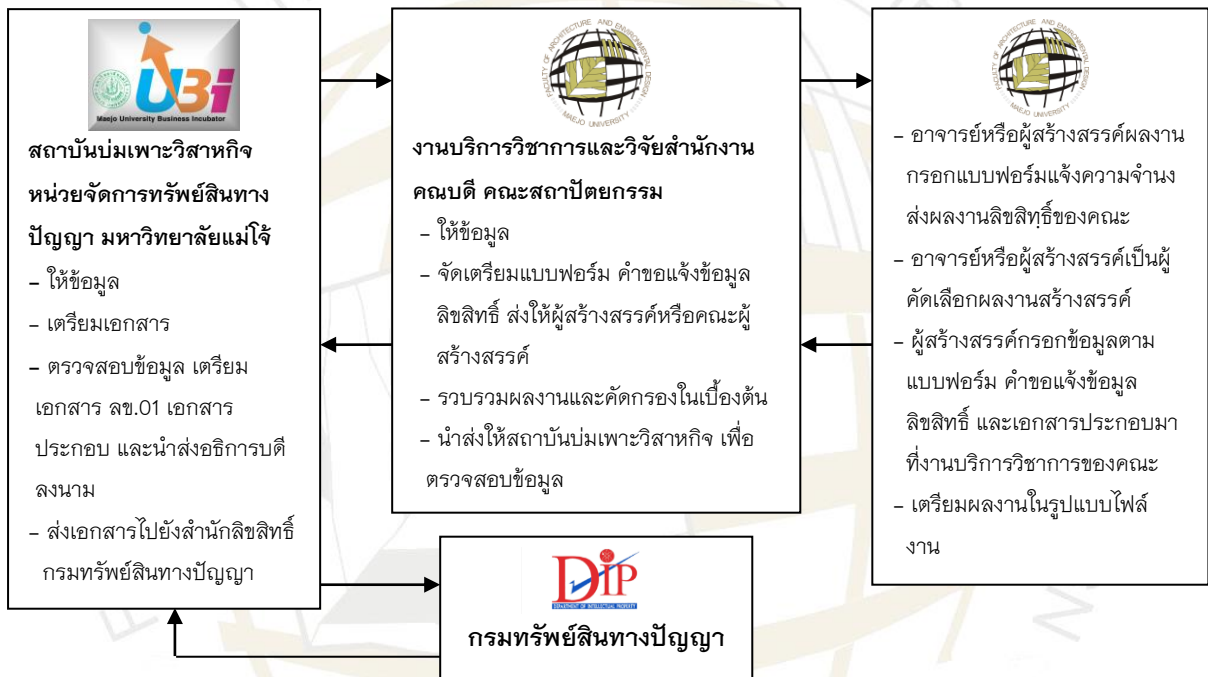 UBi
Maejo University Business Incubator
สถาบันบ่มเพาะวิสาหกิจ
หน่วยจัดการทรัพย์สินทาง
ปัญญา มหาวิทยาลัยแม่โจ้
– ให้ข้อมูล
– เตรียมเอกสาร
– ตรวจสอบข้อมูล เตรียม
เอกสาร ลข.01 เอกสาร
ประกอบ และนำส่งอธิการบดี
ลงนาม
– ส่งเอกสารไปยังสำนักลิขสิทธิ์
กรมทรัพย์สินทางปัญญา
FACULTY OF ARCHITECTURE AND ENVIRONMENTAL DESIGN
MAEJO UNIVERSITY
งานบริการวิชาการและวิจัยสำนักงาน
คณบดี คณะสถาปัตยกรรม
– ให้ข้อมูล
– จัดเตรียมแบบฟอร์ม คำขอแจ้งข้อมูล
ลิขสิทธิ์ ส่งให้ผู้สร้างสรรค์หรือคณะผู้
สร้างสรรค์
– รวบรวมผลงานและคัดกรองในเบื้องต้น
– นำส่งให้สถาบันบ่มเพาะวิสาหกิจ เพื่อ
ตรวจสอบข้อมูล
FACULTY OF ARCHITECTURE AND ENVIRONMENTAL DESIGN
MAEJO UNIVERSITY
– อาจารย์หรือผู้สร้างสรรค์ผลงาน
กรอกแบบฟอร์มแจ้งความจำนง
ส่งผลงานลิขสิทุธิ์ของคณะ
– อาจารย์หรือผู้สร้างสรรค์เป็นผู้
คัดเลือกผลงานสร้างสรรค์
– ผู้สร้างสรรค์กรอกข้อมูลตาม
แบบฟอร์ม คำขอแจ้งข้อมูล
ลิขสิทธิ์ และเอกสารประกอบมา
ที่งานบริการวิชาการของคณะ
– เตรียมผลงานในรูปแบบไฟล์
งาน
DIP
DEPARTMENT OF INTELLECTUAL PROPERTY
กรมทรัพย์สินทางปัญญา